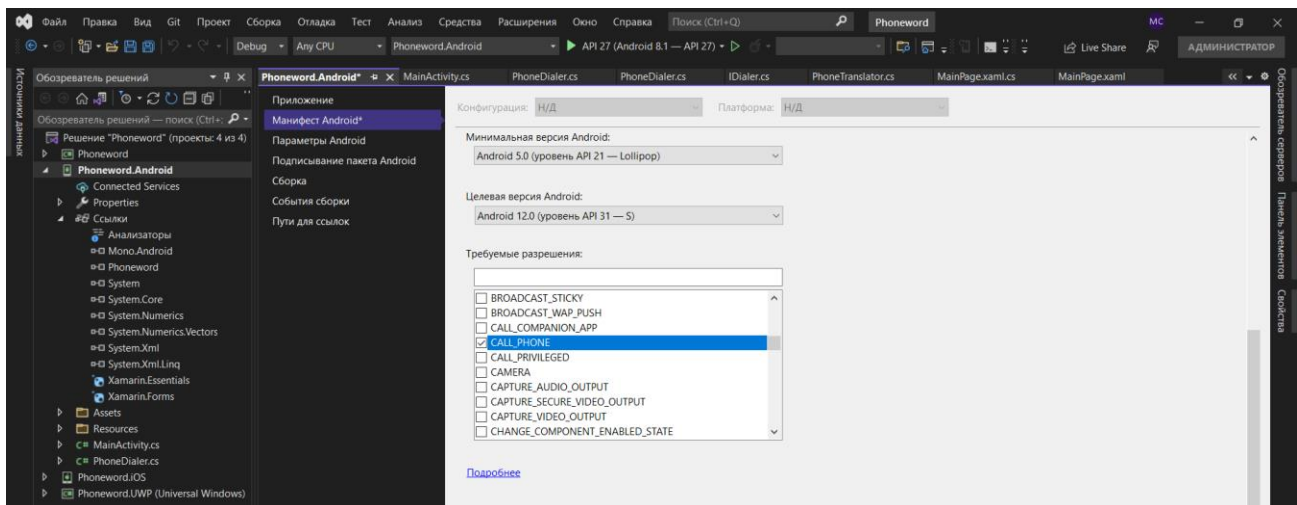 Файл Правка Вид Git Проект Сборка Отладка Тест Анализ Средства Расширения Окно Справка Поиск (Ctrl+Q) Phoneword MC
Debug Any CPU Phoneword.Android API 27 (Android 8.1 — API 27) Live Share АДМИНИСТРАТОР
Источники данных
Обозреватель решений
Обозреватель решений — поиск (Ctrl+;
Решение "Phoneword" (проекты: 4 из 4)
Phoneword
Phoneword.Android
Connected Services
Properties
Ссылки
Анализаторы
Mono.Android
Phoneword
System
System.Core
System.Numerics
System.Numerics.Vectors
System.Xml
System.Xml.Linq
Xamarin.Essentials
Xamarin.Forms
Assets
Resources
MainActivity.cs
PhoneDialer.cs
Phoneword.iOS
Phoneword.UWP (Universal Windows)
Phoneword.Android* MainActivity.cs PhoneDialer.cs PhoneDialer.cs IDialer.cs PhoneTranslator.cs MainPage.xaml.cs MainPage.xaml
Приложение
Манифест Android*
Параметры Android
Подписывание пакета Android
Сборка
События сборки
Пути для ссылок
Конфигурация: Н/Д Платформа: Н/Д
Минимальная версия Android:
Android 5.0 (уровень API 21 — Lollipop)
Целевая версия Android:
Android 12.0 (уровень API 31 — S)
Требуемые разрешения:
BROADCAST_STICKY
BROADCAST_WAP_PUSH
CALL_COMPANION_APP
CALL_PHONE
CALL_PRIVILEGED
CAMERA
CAPTURE_AUDIO_OUTPUT
CAPTURE_SECURE_VIDEO_OUTPUT
CAPTURE_VIDEO_OUTPUT
CHANGE_COMPONENT_ENABLED_STATE
Подробнее
Обозреватель серверов
Панель элементов
Свойства